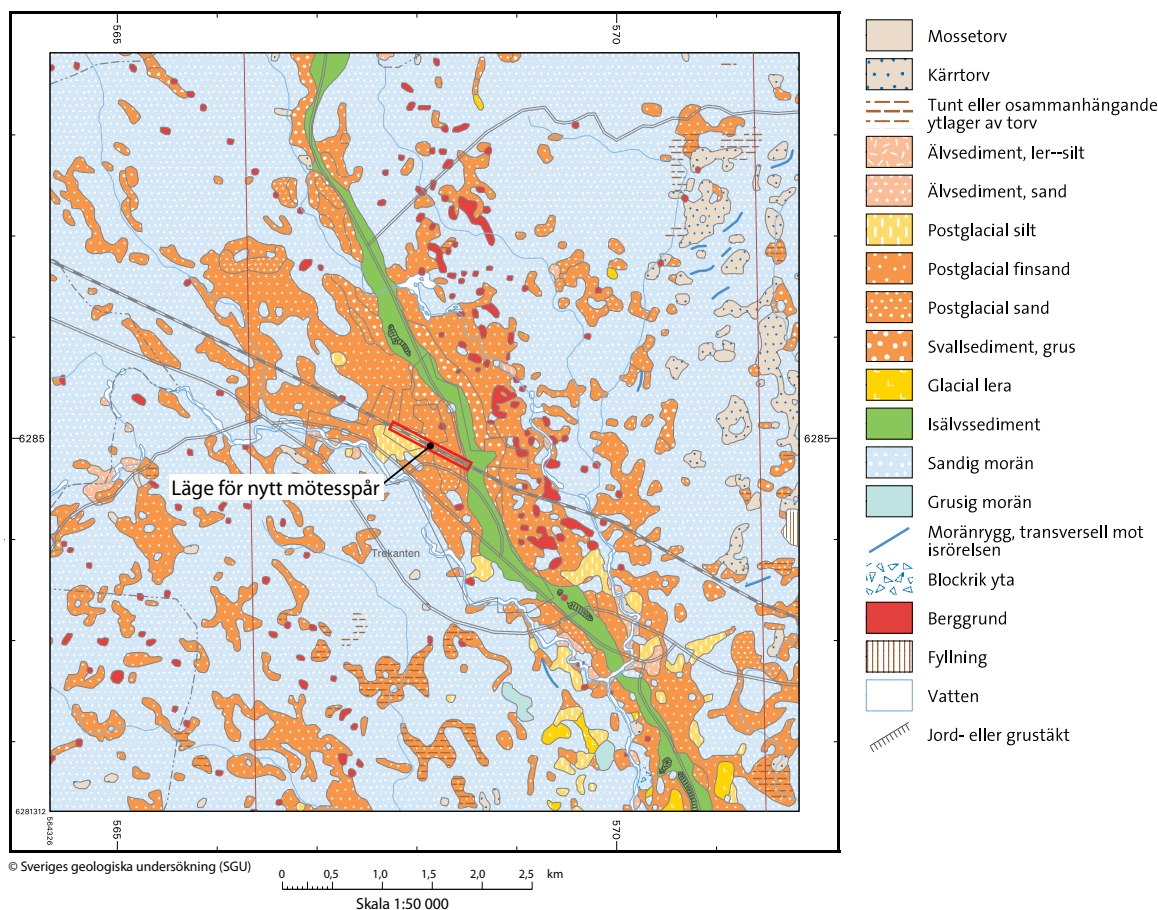 565
570
6285
6285
Läge för nytt mötesspår
Trekanten
6281312
564326
565
570
© Sveriges geologiska undersökning (SGU)
0 0,5 1,0 1,5 2,0 2,5 km
Skala 1:50 000
Mossetorv
Kärrtorv
Tunt eller osammanhängande
ytlager av torv
Älvsediment, ler--silt
Älvsediment, sand
Postglacial silt
Postglacial finsand
Postglacial sand
Svallsediment, grus
Glacial lera
Isälvssediment
Sandig morän
Grusig morän
Moränrygg, transversell mot
isrörelsen
Blockrik yta
Berggrund
Fyllning
Vatten
Jord- eller grustäkt